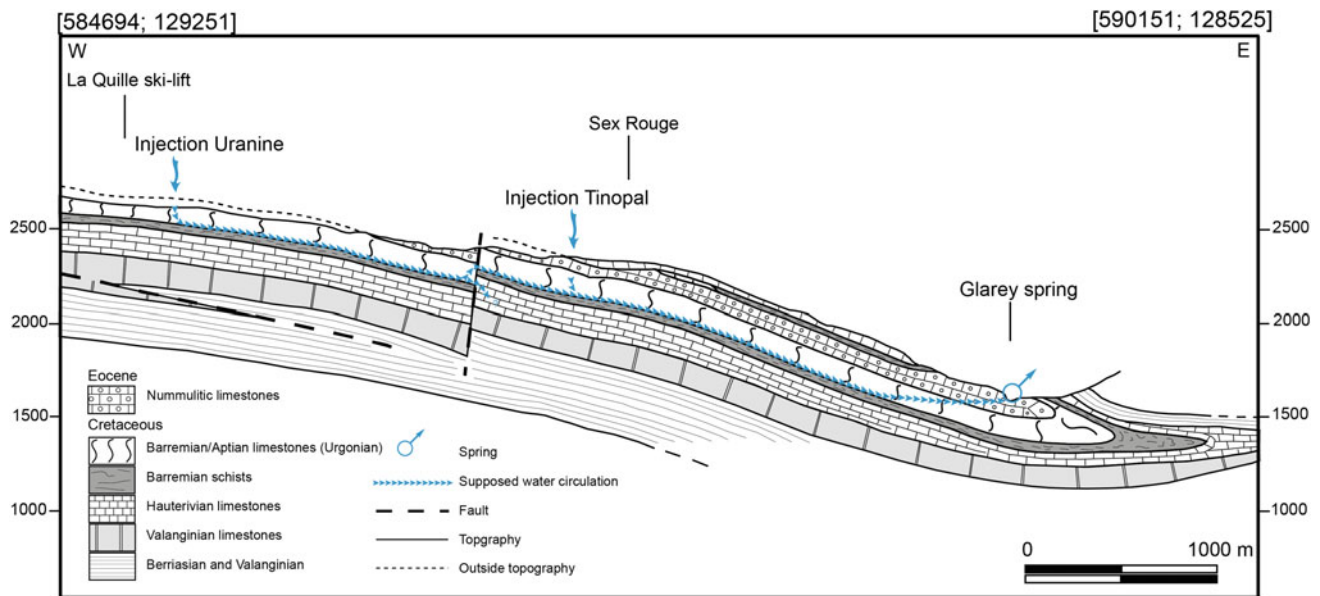 [584694; 129251]
[590151; 128525]
W
E
La Quille ski-lift
Injection Uranine
Sex Rouge
Injection Tinopal
2500
2500
Glarey spring
2000
2000
1500
1500
1000
1000
Eocene
Nummulitic limestones
Cretaceous
Barremian/Aptian limestones (Urgonian)
Barremian schists
Hauterivian limestones
Valanginian limestones
Berriasian and Valanginian
Spring
Supposed water circulation
Fault
Topgraphy
Outside topography
0
1000 m